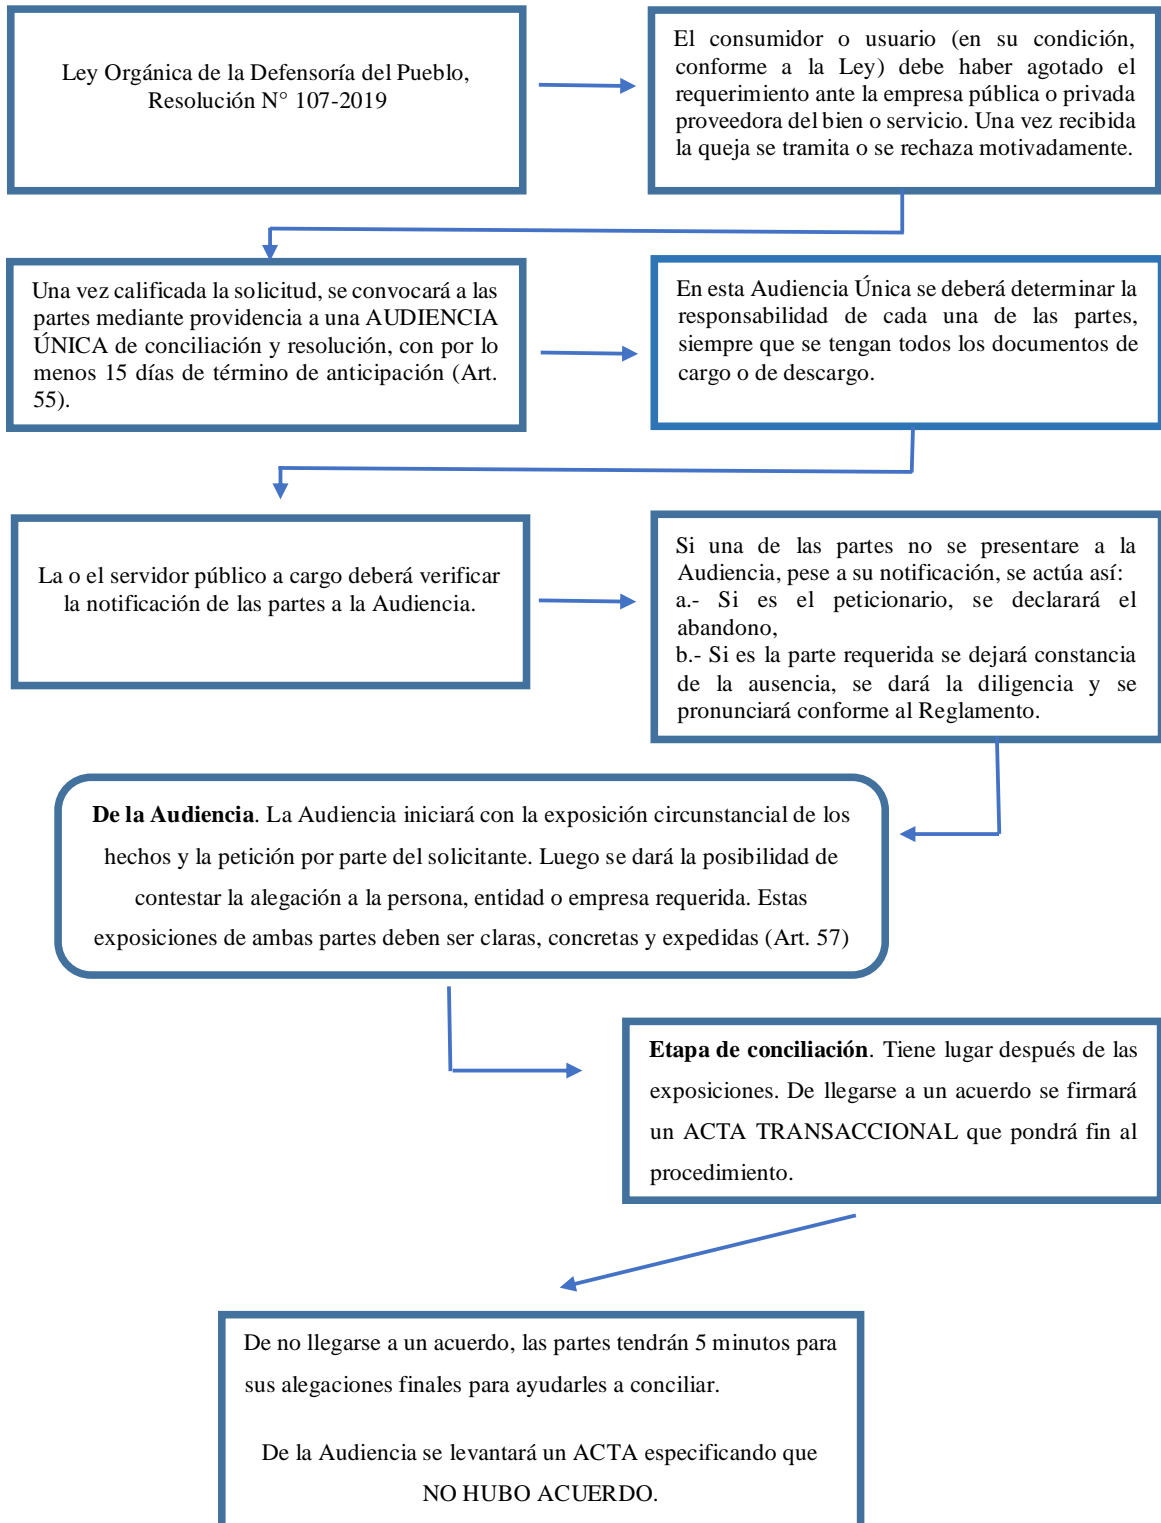 Ley Orgánica de la Defensoría del Pueblo,
Resolución N° 107-2019
El consumidor o usuario (en su condición,
conforme a la Ley) debe haber agotado el
requerimiento ante la empresa pública o privada
proveedora del bien o servicio. Una vez recibida
la queja se tramita o se rechaza motivadamente.
Una vez calificada la solicitud, se convocará a las
partes mediante providencia a una AUDIENCIA
ÚNICA de conciliación y resolución, con por lo
menos 15 días de término de anticipación (Art.
55).
En esta Audiencia Única se deberá determinar la
responsabilidad de cada una de las partes,
siempre que se tengan todos los documentos de
cargo o de descargo.
La o el servidor público a cargo deberá verificar
la notificación de las partes a la Audiencia.
Si una de las partes no se presentare a la
Audiencia, pese a su notificación, se actúa así:
a.- Si es el peticionario, se declarará el
abandono,
b.- Si es la parte requerida se dejará constancia
de la ausencia, se dará la diligencia y se
pronunciará conforme al Reglamento.
De la Audiencia. La Audiencia iniciará con la exposición circunstancial de los
hechos y la petición por parte del solicitante. Luego se dará la posibilidad de
contestar la alegación a la persona, entidad o empresa requerida. Estas
exposiciones de ambas partes deben ser claras, concretas y expedidas (Art. 57)
Etapa de conciliación. Tiene lugar después de las
exposiciones. De llegarse a un acuerdo se firmará
un ACTA TRANSACCIONAL que pondrá fin al
procedimiento.
De no llegarse a un acuerdo, las partes tendrán 5 minutos para
sus alegaciones finales para ayudarles a conciliar.
De la Audiencia se levantará un ACTA especificando que
NO HUBO ACUERDO.